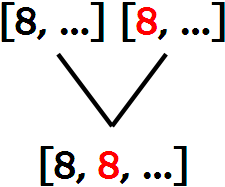 [8, ...] [8, ...]
[8, 8, ...]